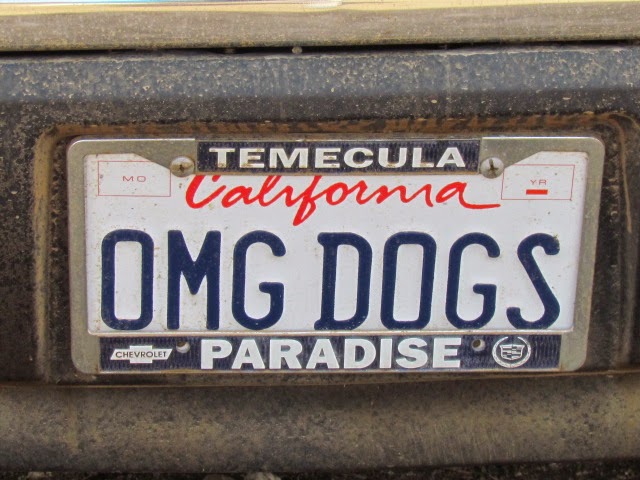 TEMECULA
MO YR
California
OMG DOGS
CHEVROLET PARADISE